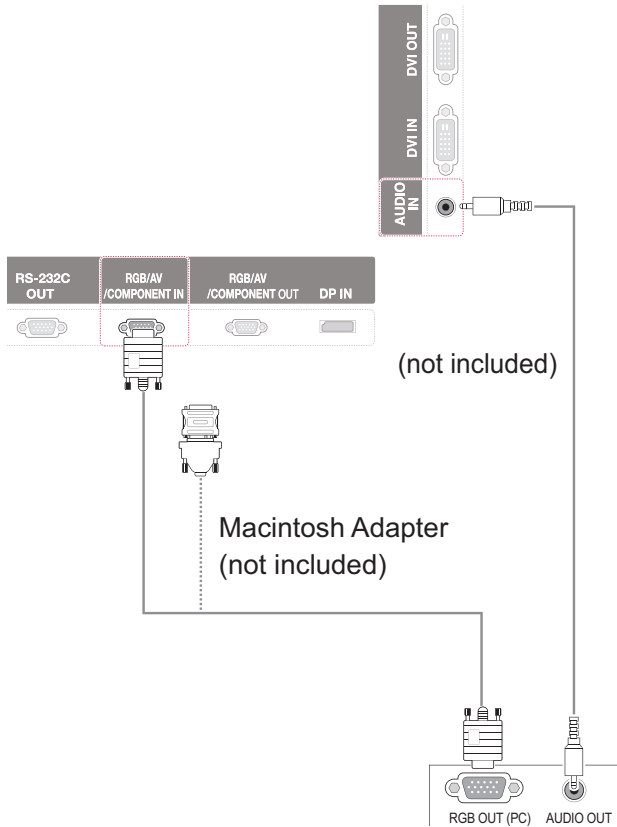 DVI OUT
DVI IN
AUDIO
IN
RS-232C
OUT
RGB/AV
/COMPONENT IN
RGB/AV
/COMPONENT OUT
DP IN
(not included)
Macintosh Adapter
(not included)
RGB OUT (PC)
AUDIO OUT